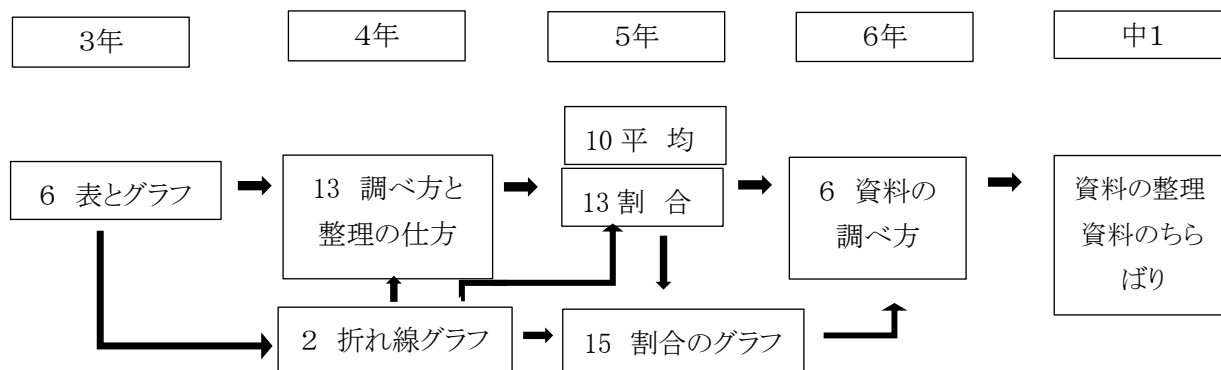 3年
4年
5年
6年
中1
6 表とグラフ
13 調べ方と
整理の仕方
2 折れ線グラフ
10 平 均
13 割 合
15 割合のグラフ
6 資料の
調べ方
資料の整理
資料のちら
ばり